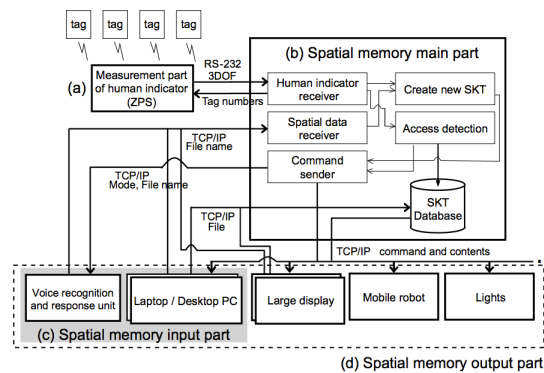 tag
tag
tag
tag
(a)
Measurement part
of human indicator
(ZPS)
RS-232
3DOF
Tag numbers
(b) Spatial memory main part
Human indicator
receiver
Create new SKT
Spatial data
receiver
Access detection
Command
sender
SKT
Database
TCP/IP
File name
TCP/IP
Mode, File name
TCP/IP
File
TCP/IP command and contents
Voice recognition
and response unit
Laptop / Desktop PC
Large display
Mobile robot
Lights
(c) Spatial memory input part
(d) Spatial memory output part